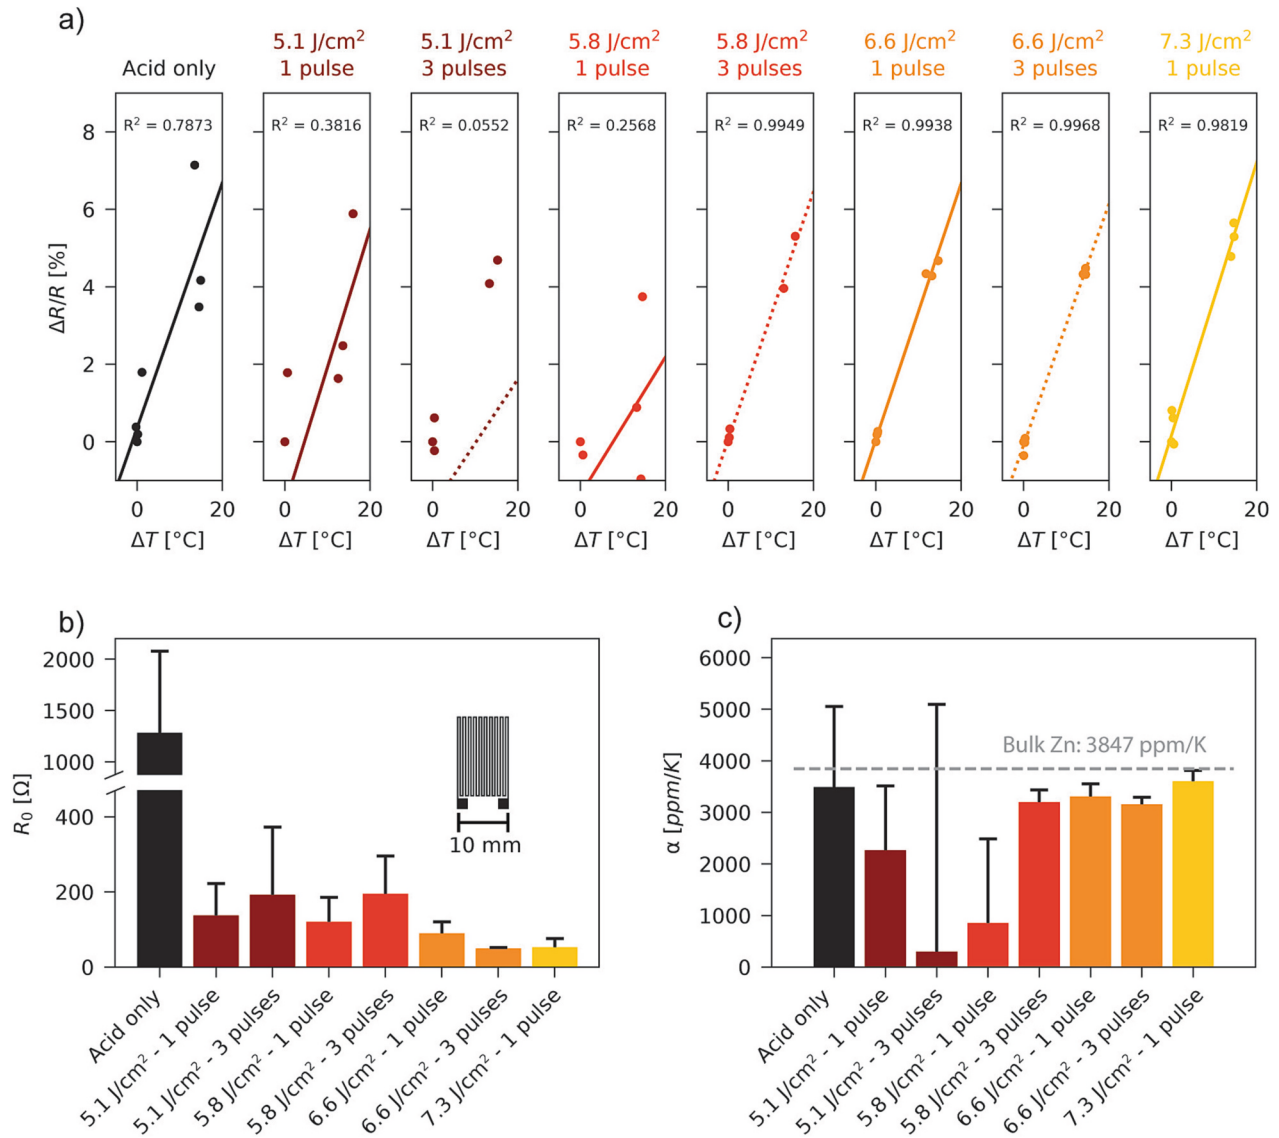 a)
Acid only
5.1 J/cm²
1 pulse
5.1 J/cm²
3 pulses
5.8 J/cm²
1 pulse
5.8 J/cm²
3 pulses
6.6 J/cm²
1 pulse
6.6 J/cm²
3 pulses
7.3 J/cm²
1 pulse
R² = 0.7873
R² = 0.3816
R² = 0.0552
R² = 0.2568
R² = 0.9949
R² = 0.9938
R² = 0.9968
R² = 0.9819
ΔR/R [%]
8
6
4
2
0
0 20
0 20
0 20
0 20
0 20
0 20
0 20
0 20
ΔT [°C]
ΔT [°C]
ΔT [°C]
ΔT [°C]
ΔT [°C]
ΔT [°C]
ΔT [°C]
ΔT [°C]
b)
R₀ [Ω]
2000
1500
1000
400
200
0
10 mm
Acid only
5.1 J/cm² - 1 pulse
5.1 J/cm² - 3 pulses
5.8 J/cm² - 1 pulse
5.8 J/cm² - 3 pulses
6.6 J/cm² - 1 pulse
6.6 J/cm² - 3 pulses
7.3 J/cm² - 1 pulse
c)
α [ppm/K]
6000
5000
4000
3000
2000
1000
0
Bulk Zn: 3847 ppm/K
Acid only
5.1 J/cm² - 1 pulse
5.1 J/cm² - 3 pulses
5.8 J/cm² - 1 pulse
5.8 J/cm² - 3 pulses
6.6 J/cm² - 1 pulse
6.6 J/cm² - 3 pulses
7.3 J/cm² - 1 pulse